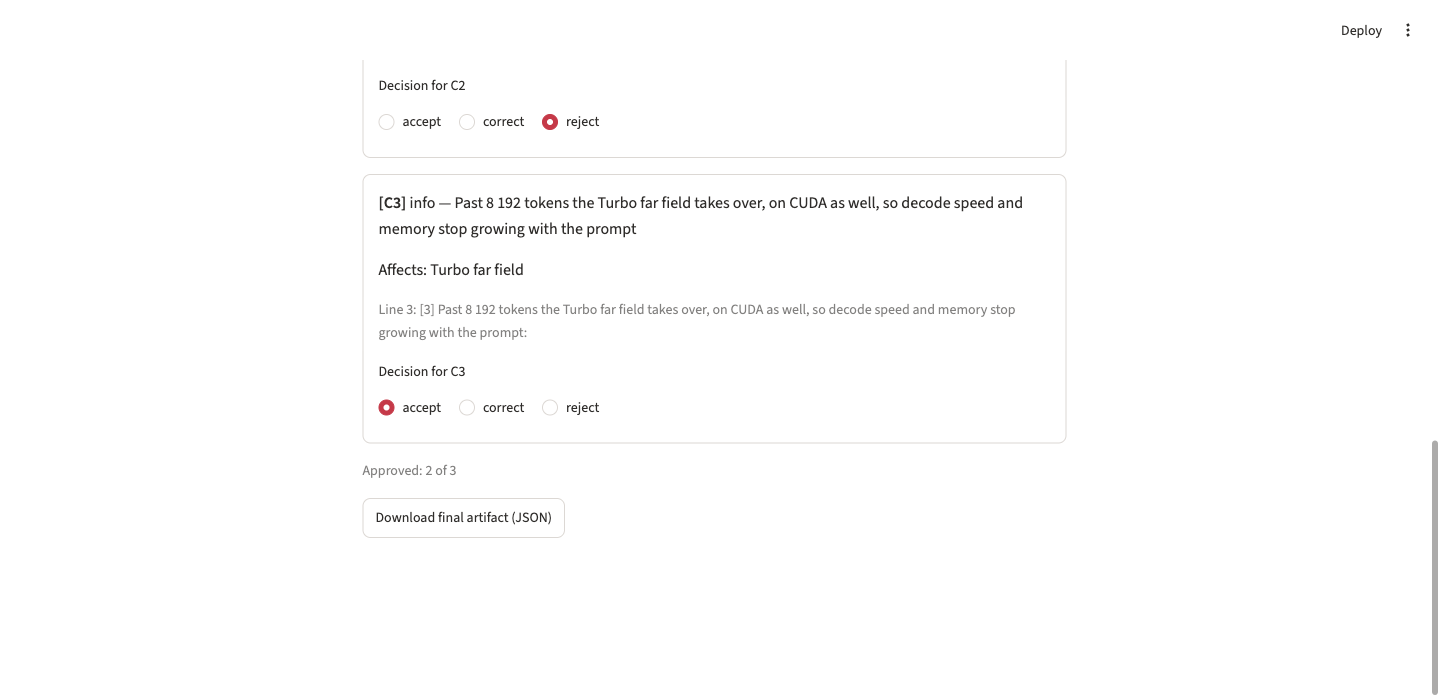 Deploy
Decision for C2
accept correct reject
[C3] info — Past 8 192 tokens the Turbo far field takes over, on CUDA as well, so decode speed and
memory stop growing with the prompt
Affects: Turbo far field
Line 3: [3] Past 8 192 tokens the Turbo far field takes over, on CUDA as well, so decode speed and memory stop
growing with the prompt:
Decision for C3
accept correct reject
Approved: 2 of 3
Download final artifact (JSON)